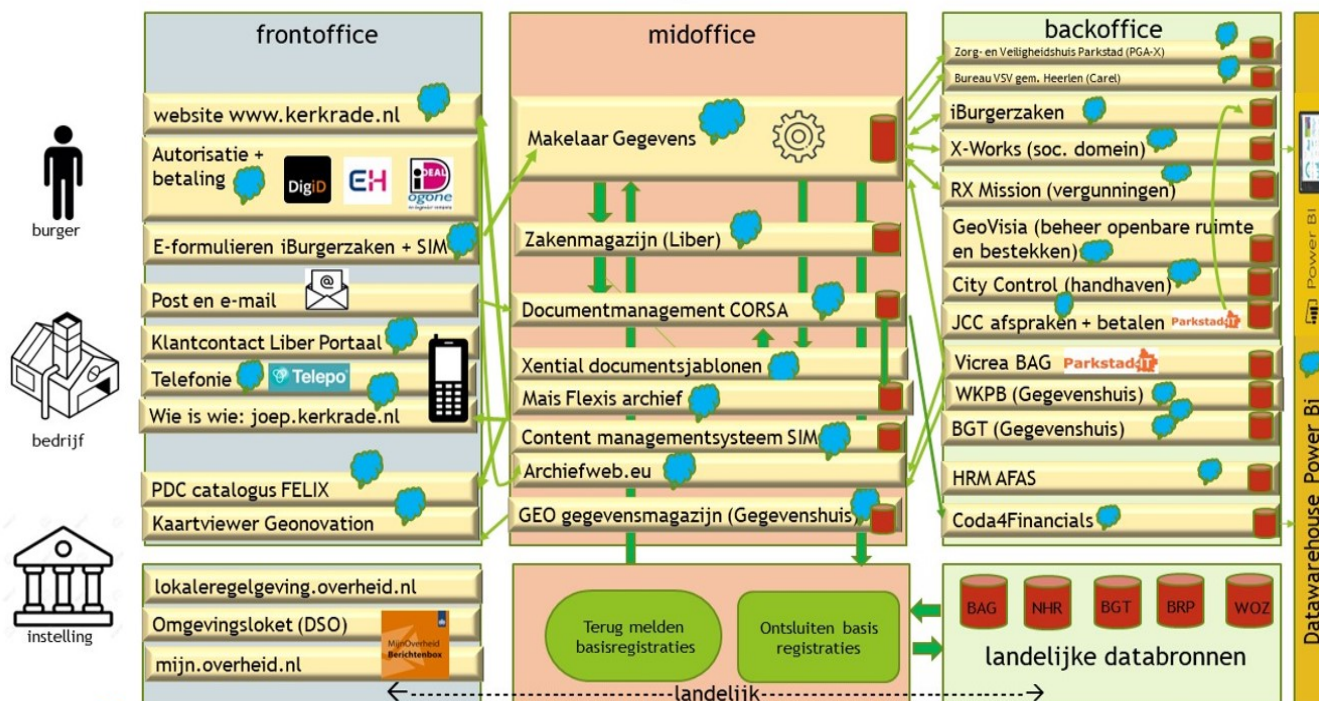 frontoffice
website www.kerkrade.nl
Autorisatie +
betaling
DigiD
EH
iDEAL
ogone
E-formulieren iBurgerzaken + SIM
Post en e-mail
@
Klantcontact Liber Portaal
Telefonie
Telepo
Wie is wie: joep.kerkrade.nl
PDC catalogus FELIX
Kaartviewer Geonovation
burger
bedrijf
instelling
lokaleregelgeving.overheid.nl
Omgevingsloket (DSO)
mijn.overheid.nl
MijnOverheid
Berichtenbox
midoffice
Makelaar Gegevens
Zakenmagazijn (Liber)
Documentmanagement CORSA
Xential documentsjablonen
Mais Flexis archief
Content managementsysteem SIM
Archiefweb.eu
GEO gegevensmagazijn (Gegevenshuis)
Terug melden
basisregistraties
Ontsluiten basis
registraties
landelijk
backoffice
Zorg- en Veiligheidshuis Parkstad (PGA-X)
Bureau VSV gem. Heerlen (Carel)
iBurgerzaken
X-Works (soc. domein)
RX Mission (vergunningen)
GeoVisia (beheer openbare ruimte
en bestekken)
City Control (handhaven)
JCC afspraken + betalen
Parkstad IT
Vicrea BAG
Parkstad IT
WKPB (Gegevenshuis)
BGT (Gegevenshuis)
HRM AFAS
Coda4Financials
BAG
NHR
BGT
BRP
WOZ
landelijke databronnen
Power BI
Datawarehouse Power Bi